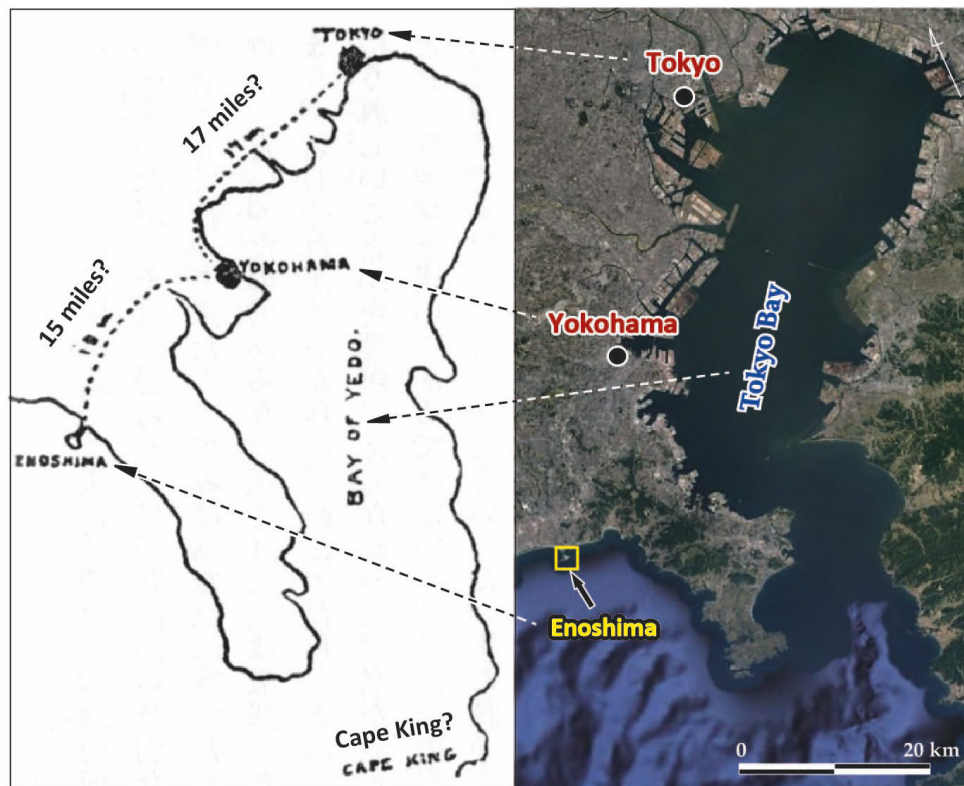 TOKYO
17 miles?
17 m
YOKOHAMA
15 miles?
BAY OF YEDO.
ENOSHIMA
Cape King?
CAPE KING
Tokyo
Yokohama
Tokyo Bay
Enoshima
0 20 km